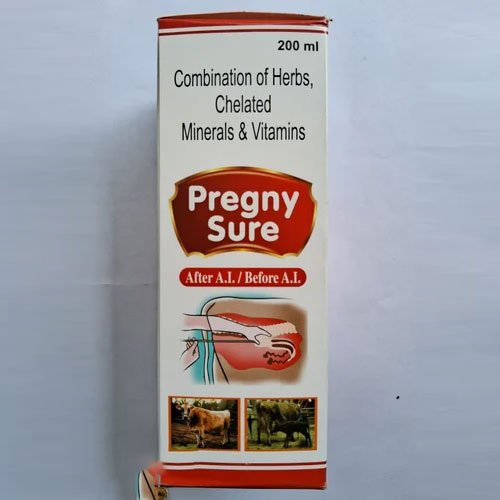 200 ml
Combination of Herbs,
Chelated
Minerals & Vitamins
Pregny
Sure
After A.I. / Before A.I.